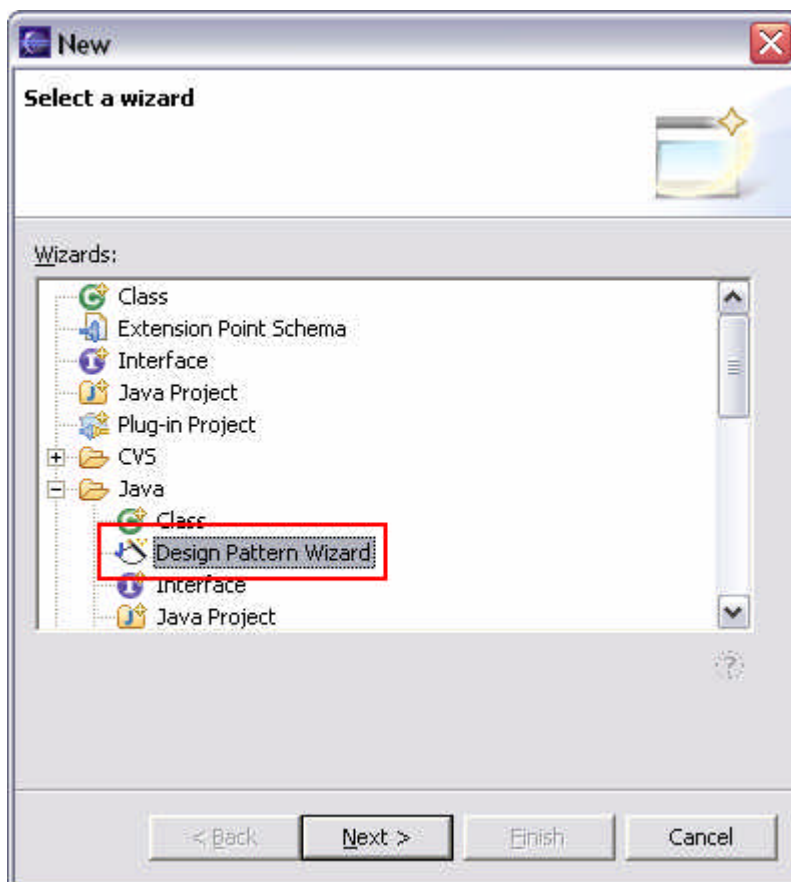 New
Select a wizard
Wizards:
Class
Extension Point Schema
Interface
Java Project
Plug-in Project
CVS
Java
Class
Design Pattern Wizard
Interface
Java Project
< Back
Next >
Finish
Cancel